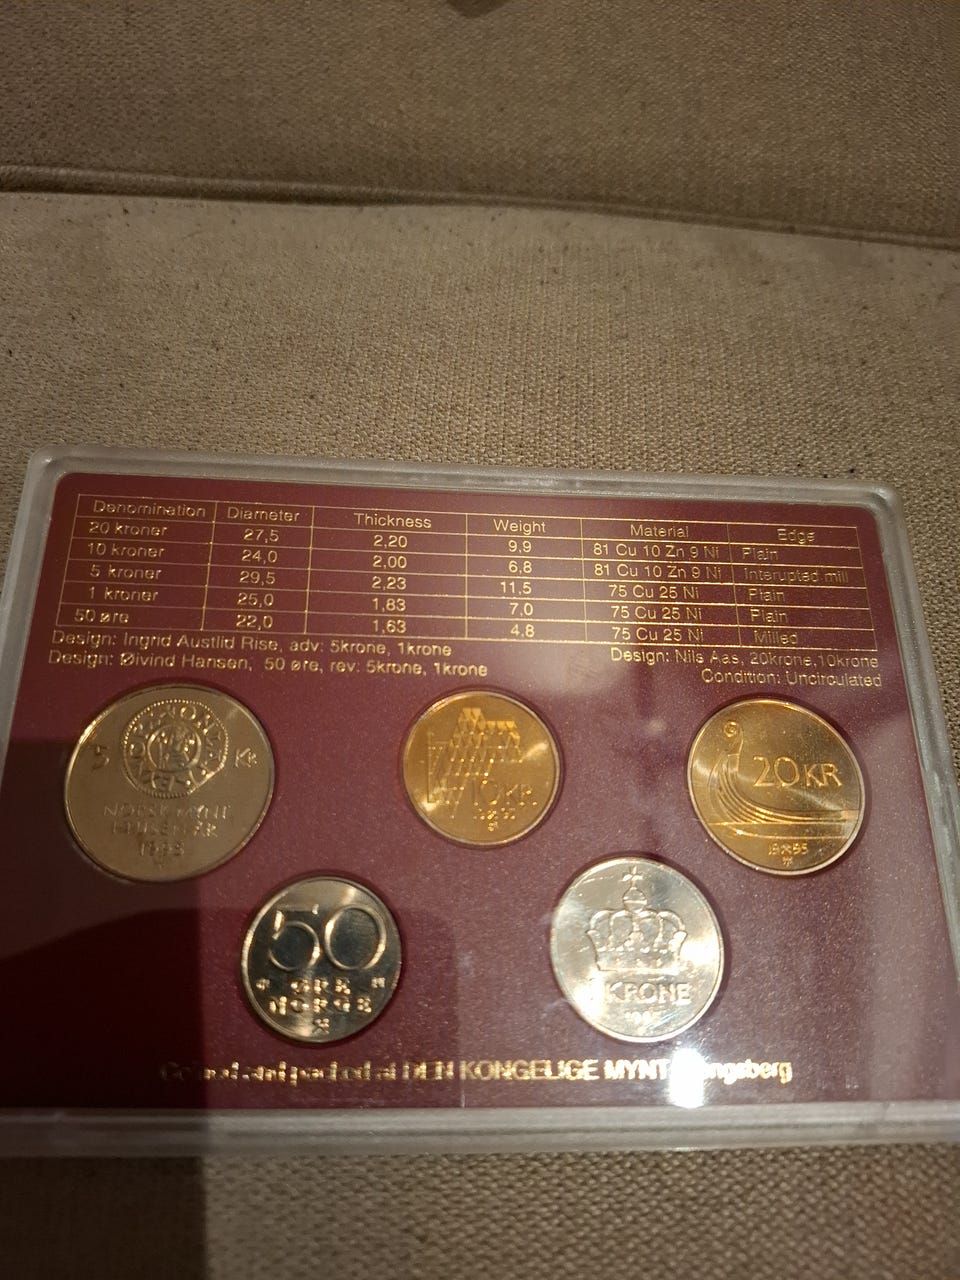 Denomination Diameter Thickness Weight Material Edge
20 kroner 27,5 2,20 9,9 81 Cu 10 Zn 9 Ni Plain
10 kroner 24,0 2,00 6,8 81 Cu 10 Zn 9 Ni Interupted mill
5 kroner 29,5 2,23 11,5 75 Cu 25 Ni Plain
1 kroner 25,0 1,83 7,0 75 Cu 25 Ni Plain
50 øre 22,0 1,63 4,8 75 Cu 25 Ni Milled
Design: Ingrid Austlid Rise, adv: 5krone, 1krone
Design: Øivind Hansen, 50 øre, rev: 5krone, 1krone
Design: Nils Aas, 20krone,10krone
Condition: Uncirculated
5 Kr
NORSK MYNT
1995
10 KR
20 KR
19 95
50
ØRE
NORGE
KRONE
DEN KONGELIGE MYNT